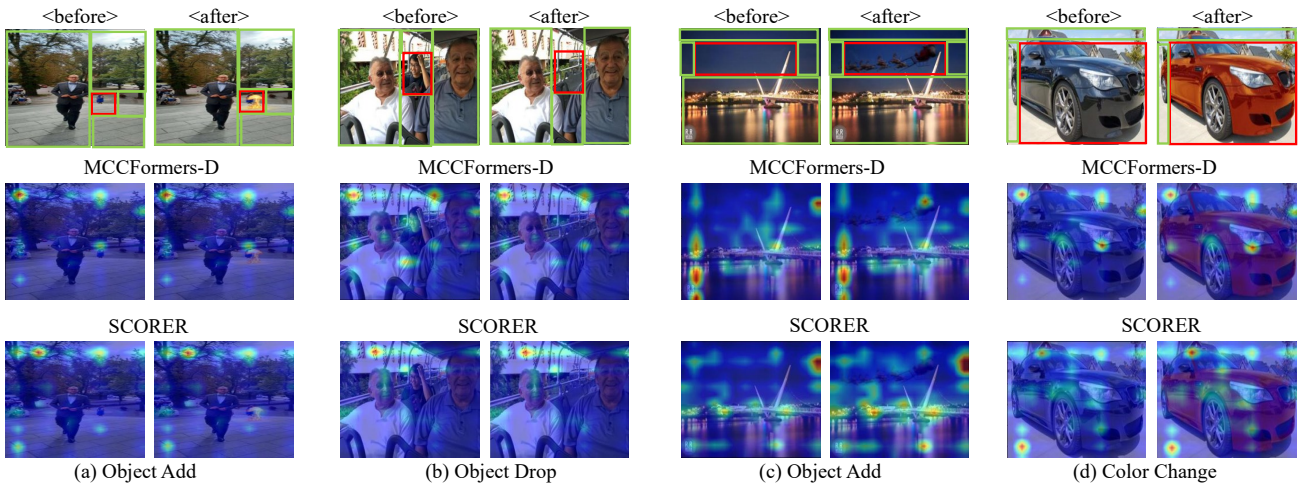 <before> <after> <before> <after> <before> <after> <before> <after>
MCCFormers-D MCCFormers-D MCCFormers-D MCCFormers-D
SCORER SCORER SCORER SCORER
(a) Object Add (b) Object Drop (c) Object Add (d) Color Change